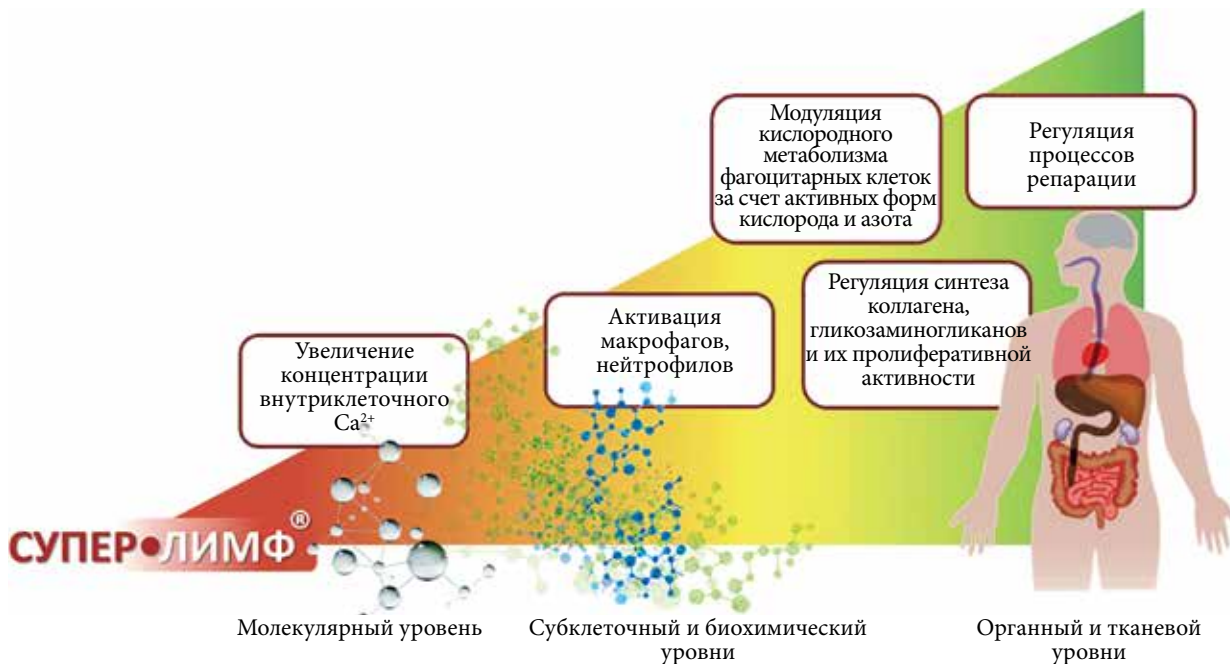 Модуляция
кислородного
метаболизма
фагоцитарных клеток
за счет активных форм
кислорода и азота
Регуляция
процессов
репарации
Увеличение
концентрации
внутриклеточного
Ca²⁺
Активация
макрофагов,
нейтрофилов
Регуляция синтеза
коллагена,
гликозаминогликанов
и их пролиферативной
активности
СУПЕР•ЛИМФ®
Молекулярный уровень
Субклеточный и биохимический
уровни
Органный и тканевой
уровни